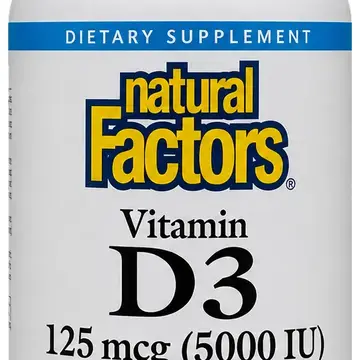 DIETARY SUPPLEMENT
natural
Factors®
Vitamin
D3
125 mcg (5000 IU)